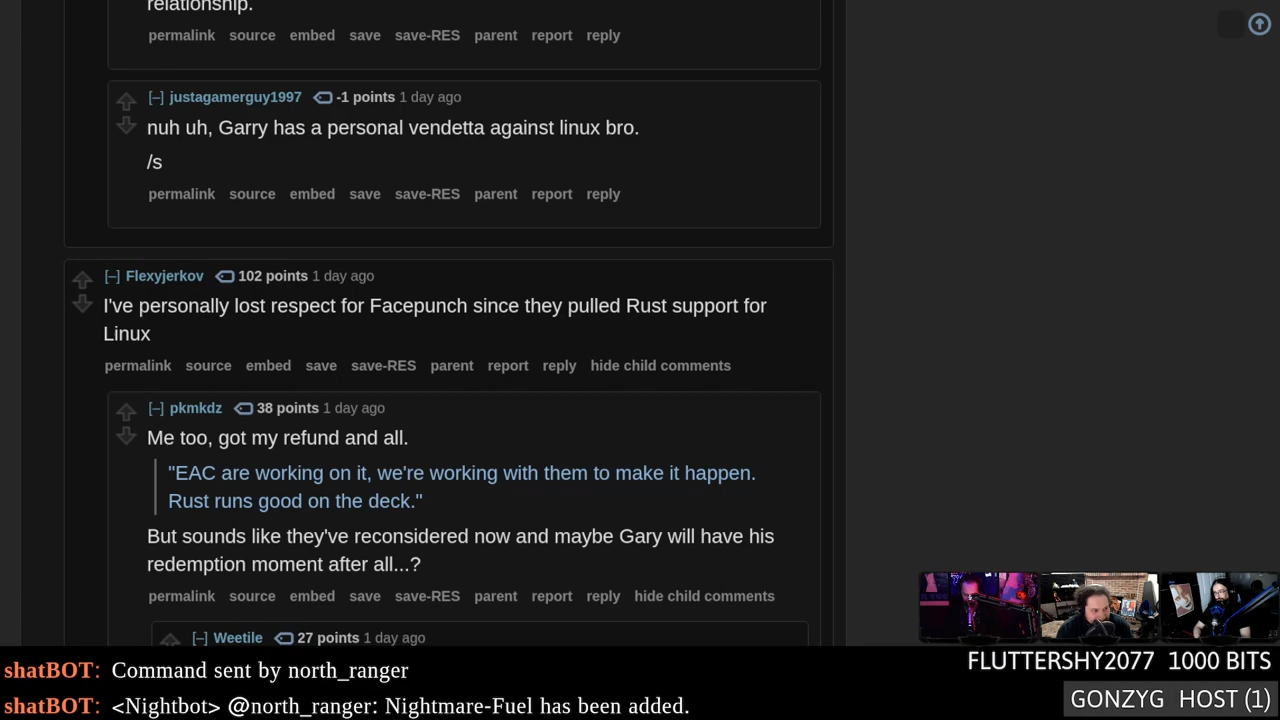 relationship.
permalink source embed save save-RES parent report reply
[–] justagamerguy1997 -1 points 1 day ago
nuh uh, Garry has a personal vendetta against linux bro.
/s
permalink source embed save save-RES parent report reply
[–] Flexyjerkov 102 points 1 day ago
I've personally lost respect for Facepunch since they pulled Rust support for
Linux
permalink source embed save save-RES parent report reply hide child comments
[–] pkmkdz 38 points 1 day ago
Me too, got my refund and all.
"EAC are working on it, we're working with them to make it happen.
Rust runs good on the deck."
But sounds like they've reconsidered now and maybe Gary will have his
redemption moment after all...?
permalink source embed save save-RES parent report reply hide child comments
[–] Weetile 27 points 1 day ago
shatBOT: Command sent by north_ranger
shatBOT: <Nightbot> @north_ranger: Nightmare-Fuel has been added.
FLUTTERSHY2077 1000 BITS
GONZYG HOST (1)